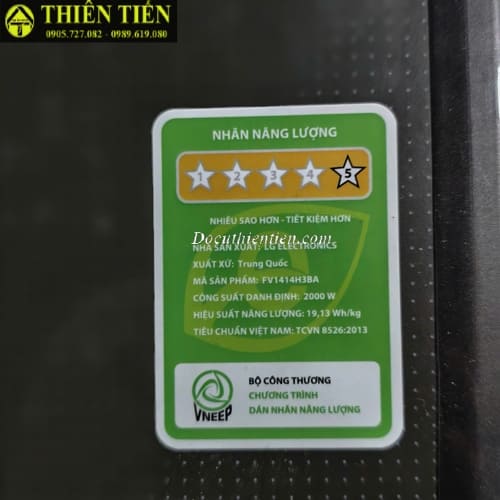 THIÊN TIẾN
0905.727.082 - 0989.619.080
NHÃN NĂNG LƯỢNG
1 2 3 4 5
NHIỀU SAO HƠN - TIẾT KIỆM HƠN
Docuthientien.com
NHÀ SẢN XUẤT: LG ELECTRONICS
XUẤT XỨ: Trung Quốc
MÃ SẢN PHẨM: FV1414H3BA
CÔNG SUẤT DANH ĐỊNH: 2000 W
HIỆU SUẤT NĂNG LƯỢNG: 19,13 Wh/kg
TIÊU CHUẨN VIỆT NAM: TCVN 8526:2013
VNEEP
BỘ CÔNG THƯƠNG
CHƯƠNG TRÌNH
DÁN NHÃN NĂNG LƯỢNG